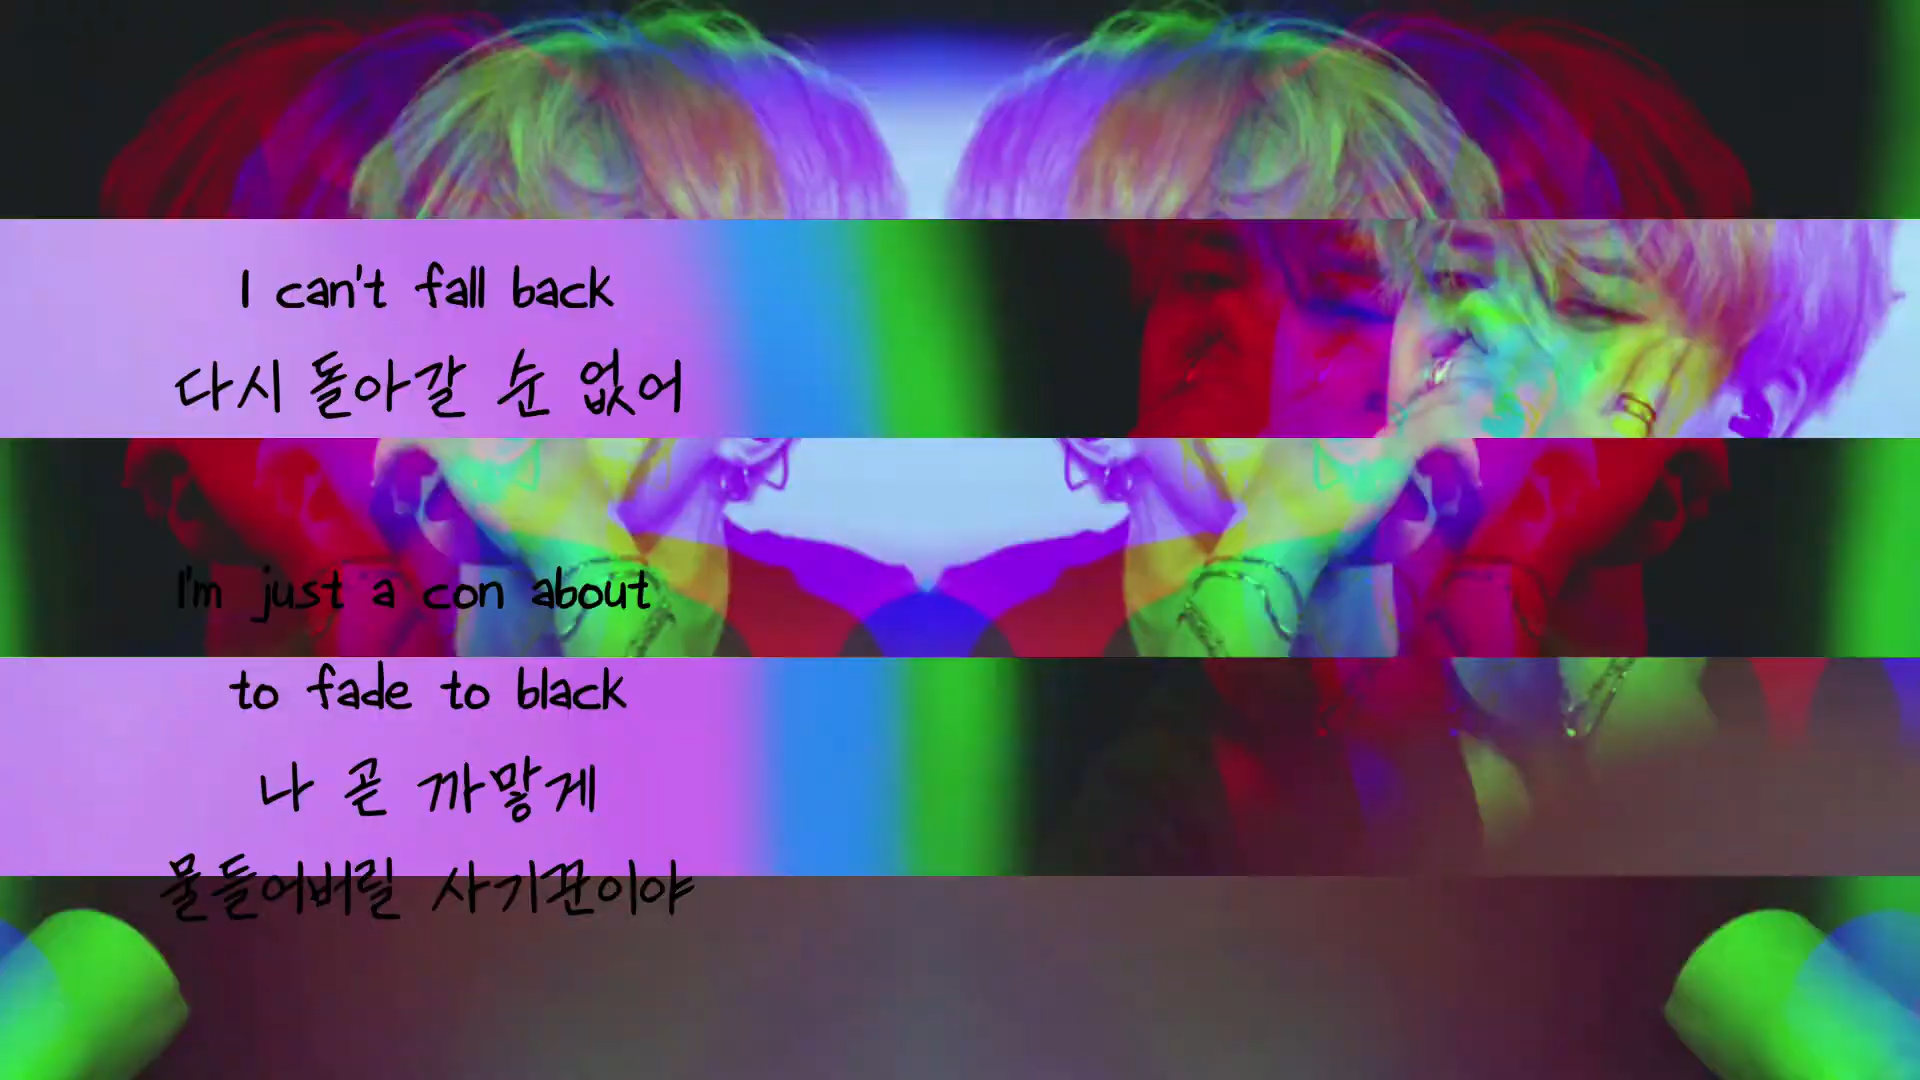 I can't fall back
다시 돌아갈 순 없어
I'm just a con about
to fade to black
나 곧 까맣게
물들어버릴 사기꾼이야